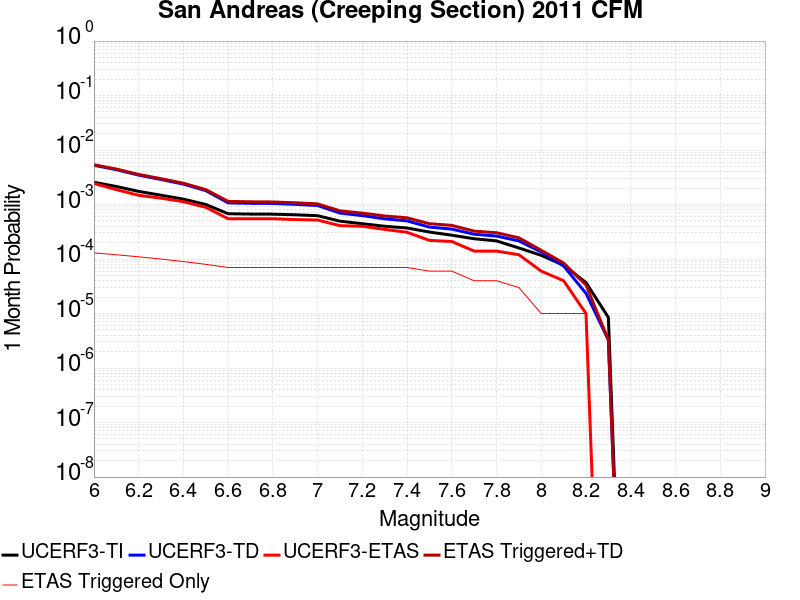 San Andreas (Creeping Section) 2011 CFM
10^0
10^-1
10^-2
10^-3
10^-4
10^-5
10^-6
10^-7
10^-8
1 Month Probability
6 6.2 6.4 6.6 6.8 7 7.2 7.4 7.6 7.8 8 8.2 8.4 8.6 8.8 9
Magnitude
UCERF3-TI UCERF3-TD UCERF3-ETAS ETAS Triggered+TD
ETAS Triggered Only